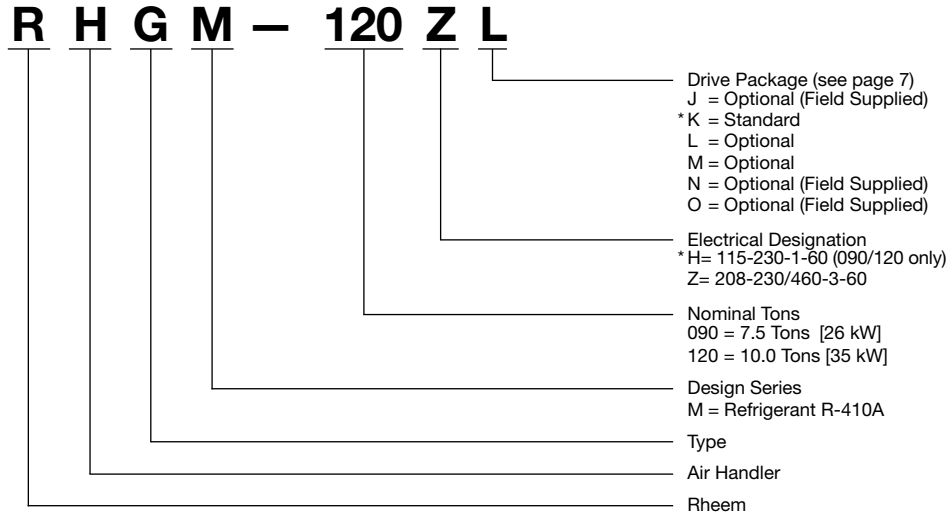 R H G M — 120 Z L
Drive Package (see page 7)
J = Optional (Field Supplied)
*K = Standard
L = Optional
M = Optional
N = Optional (Field Supplied)
O = Optional (Field Supplied)
Electrical Designation
*H= 115-230-1-60 (090/120 only)
Z= 208-230/460-3-60
Nominal Tons
090 = 7.5 Tons [26 kW]
120 = 10.0 Tons [35 kW]
Design Series
M = Refrigerant R-410A
Type
Air Handler
Rheem